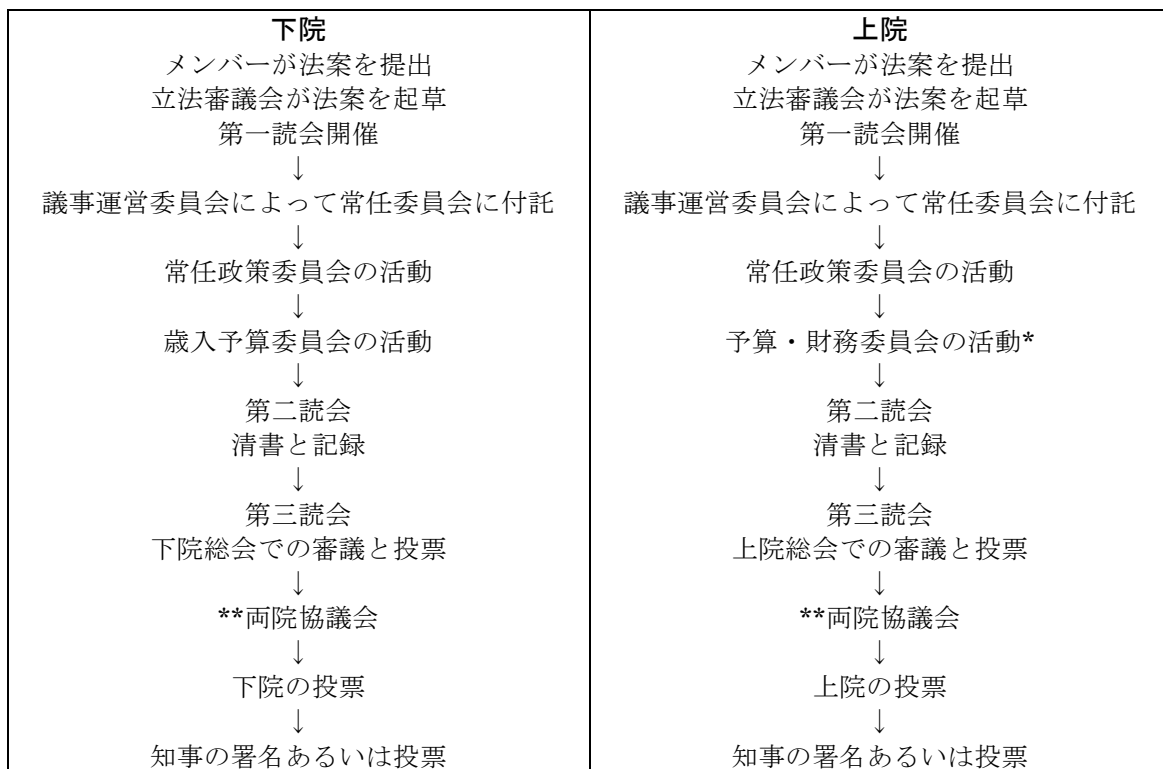 下院
メンバーが法案を提出
立法審議会が法案を起草
第一読会開催
↓
議事運営委員会によって常任委員会に付託
↓
常任政策委員会の活動
↓
歳入予算委員会の活動
↓
第二読会
清書と記録
↓
第三読会
下院総会での審議と投票
↓
**両院協議会
↓
下院の投票
↓
知事の署名あるいは投票
上院
メンバーが法案を提出
立法審議会が法案を起草
第一読会開催
↓
議事運営委員会によって常任委員会に付託
↓
常任政策委員会の活動
↓
予算・財務委員会の活動*
↓
第二読会
清書と記録
↓
第三読会
上院総会での審議と投票
↓
**両院協議会
↓
上院の投票
↓
知事の署名あるいは投票